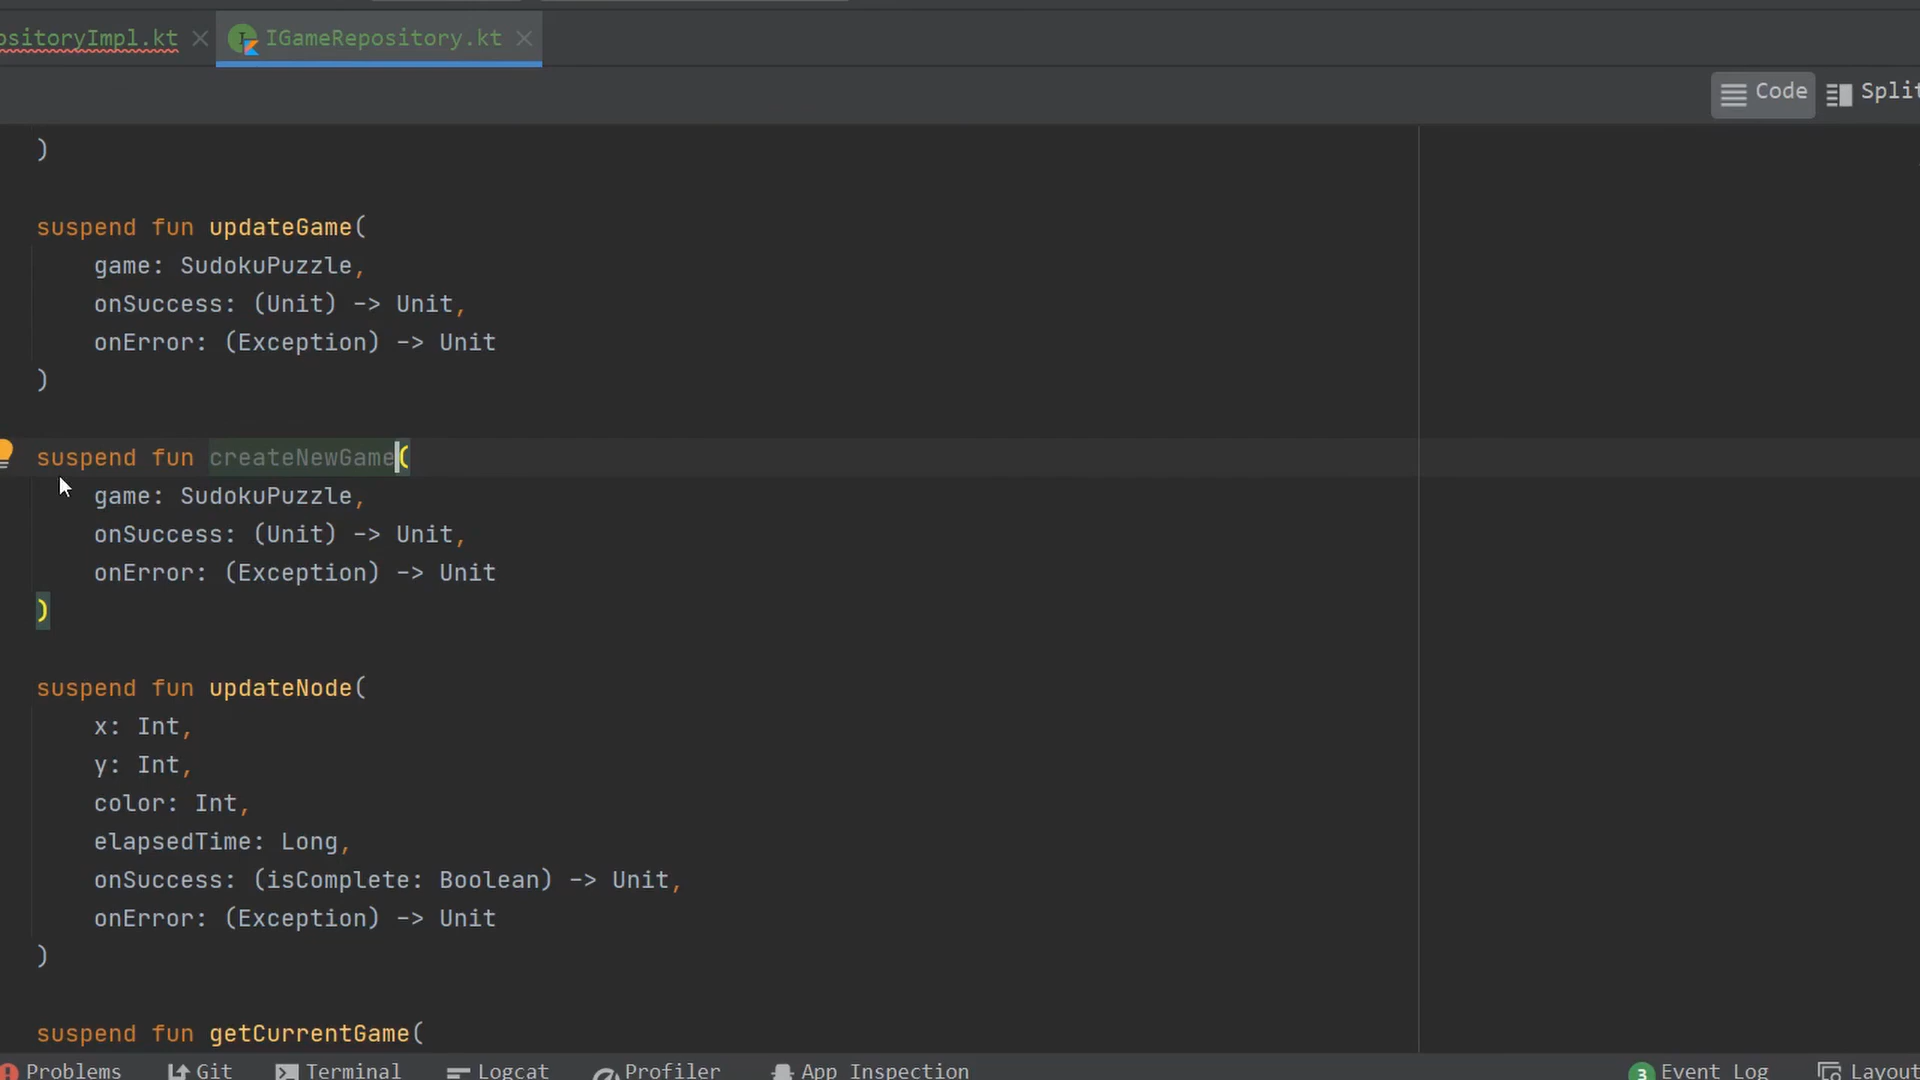 ositoryImpl.kt
IGameRepository.kt
Code
Split
)
suspend fun updateGame(
game: SudokuPuzzle,
onSuccess: (Unit) -> Unit,
onError: (Exception) -> Unit
)
suspend fun createNewGame(
game: SudokuPuzzle,
onSuccess: (Unit) -> Unit,
onError: (Exception) -> Unit
)
suspend fun updateNode(
x: Int,
y: Int,
color: Int,
elapsedTime: Long,
onSuccess: (isComplete: Boolean) -> Unit,
onError: (Exception) -> Unit
)
suspend fun getCurrentGame(
Problems
Git
Terminal
Logcat
Profiler
App Inspection
3 Event Log
Layout